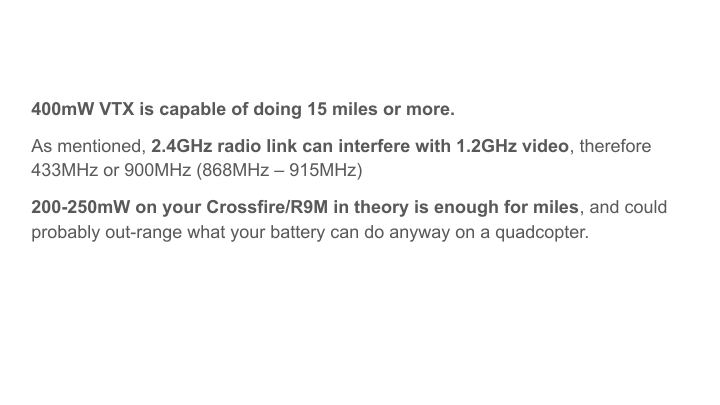 400mW VTX is capable of doing 15 miles or more.
As mentioned, 2.4GHz radio link can interfere with 1.2GHz video, therefore
433MHz or 900MHz (868MHz – 915MHz)
200-250mW on your Crossfire/R9M in theory is enough for miles, and could
probably out-range what your battery can do anyway on a quadcopter.